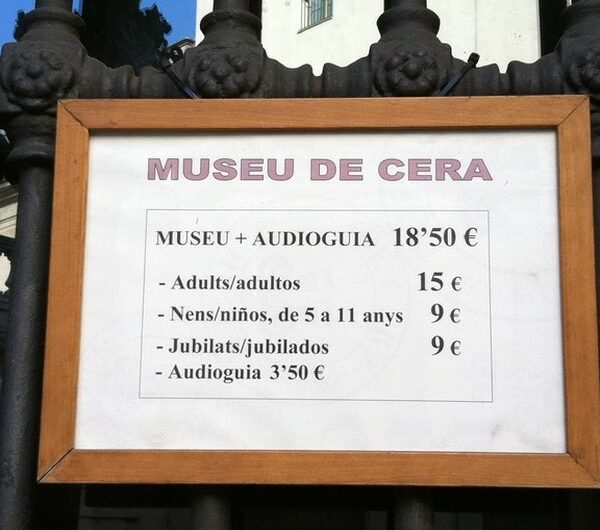 MUSEU DE CERA
MUSEU + AUDIOGUIA 18'50 €
- Adults/adultos 15 €
- Nens/niños, de 5 a 11 anys 9 €
- Jubilats/jubilados 9 €
- Audioguia 3'50 €